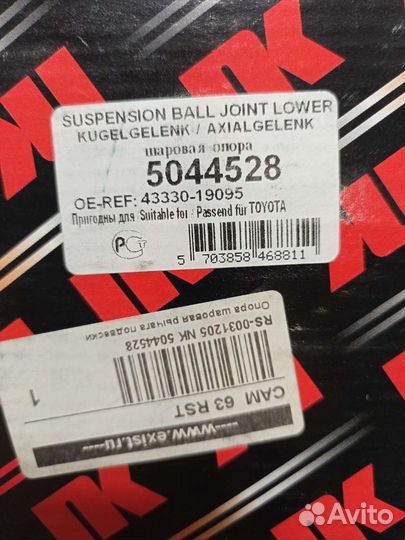 NK
SUSPENSION BALL JOINT LOWER
KUGELGELENK / AXIALGELENK
шаровая опора
5044528
OE-REF: 43330-19095
Пригодны для / Suitable for / Passend für TOYOTA
5 703858 468811
Опора шаровая рычага подвески
RS-0031205 NK 5044528
1
CAM 63 RST
---www.exist.ru---
NK
Avito